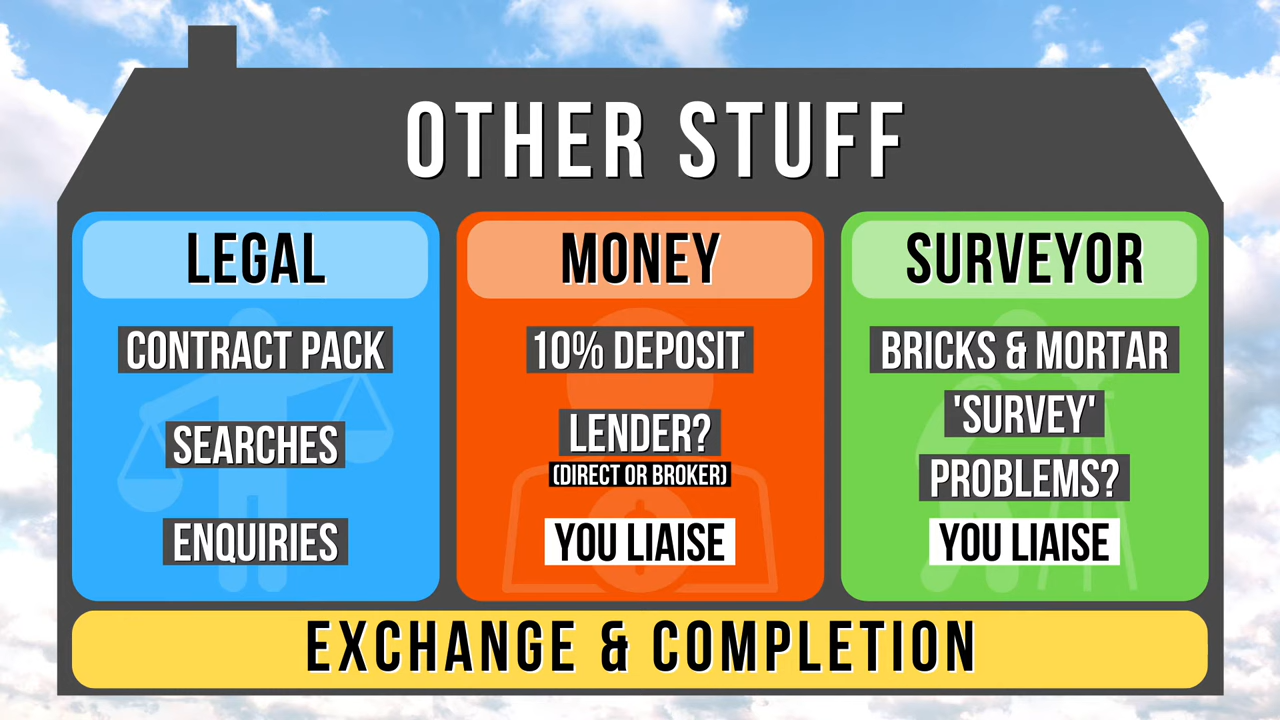 OTHER STUFF
LEGAL
CONTRACT PACK
SEARCHES
ENQUIRIES
MONEY
10% DEPOSIT
LENDER?
(DIRECT OR BROKER)
YOU LIAISE
SURVEYOR
BRICKS & MORTAR
'SURVEY'
PROBLEMS?
YOU LIAISE
EXCHANGE & COMPLETION